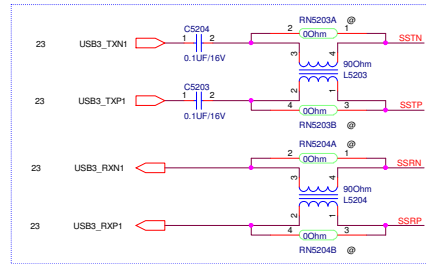 RN5203A @
C5204
2 0Ohm 1
23 USB3_TXN1 1 2 SSTN
0.1UF/16V
3 4
90Ohm
C5203
L5203
2 1
23 USB3_TXP1 1 2 SSTP
0.1UF/16V
4 0Ohm 3
RN5203B @
RN5204A @
2 0Ohm 1
23 USB3_RXN1 SSRN
3 4
90Ohm
L5204
2 1
23 USB3_RXP1 SSRP
4 0Ohm 3
RN5204B @